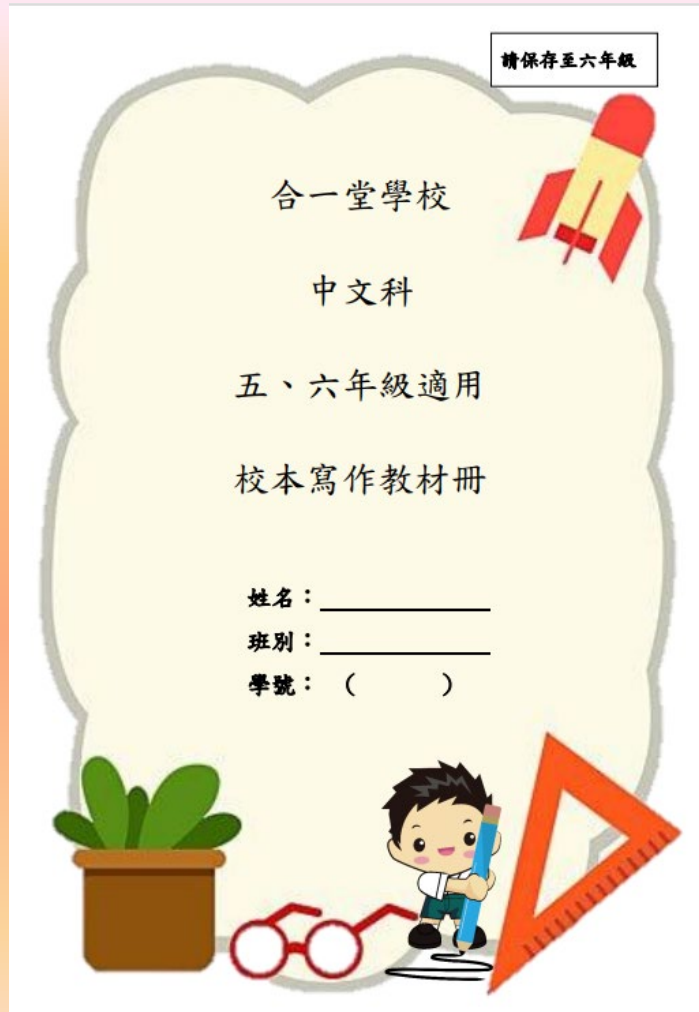 請保存至六年級
合一堂學校
中文科
五、六年級適用
校本寫作教材冊
姓名：
班別：
學號：（ ）